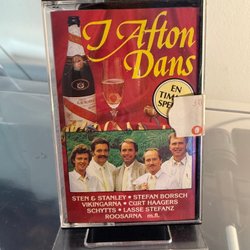 I Afton
Dans
EN
TIM
SPE
STEN & STANLEY • STEFAN BORSCH
VIKINGARNA • CURT HAAGERS
SCHYTTS • LASSE STEFANZ
ROOSARNA m.fl.